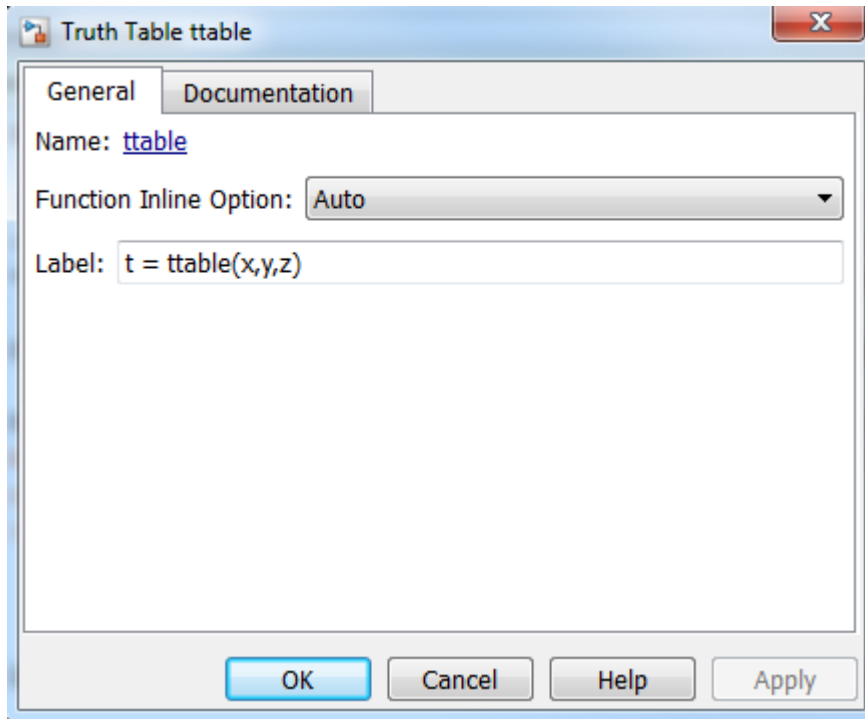 Truth Table ttable
General Documentation
Name: ttable
Function Inline Option: Auto
Label: t = ttable(x,y,z)
OK Cancel Help Apply